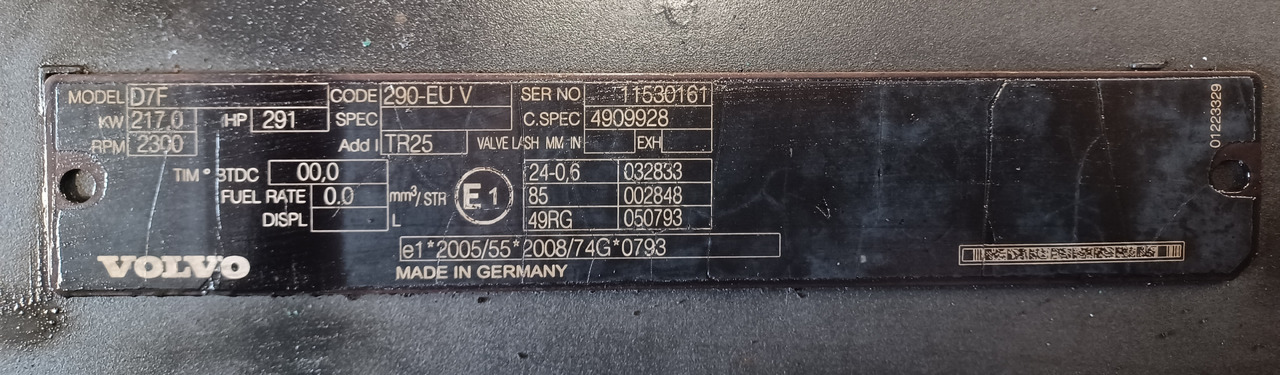 MODEL D7F CODE 290-EU V SER NO 11530161
KW 217,0 HP 291 SPEC C.SPEC 4909928
RPM 2300 Add I TR25 VALVE LASH MM IN EXH
TIM° BTDC 00,0 24-0,6 032833
FUEL RATE 0.0 mm³/STR E1 85 002848
DISPL L 49RG 050793
e1*2005/55*2008/74G*0793
VOLVO MADE IN GERMANY
01223329